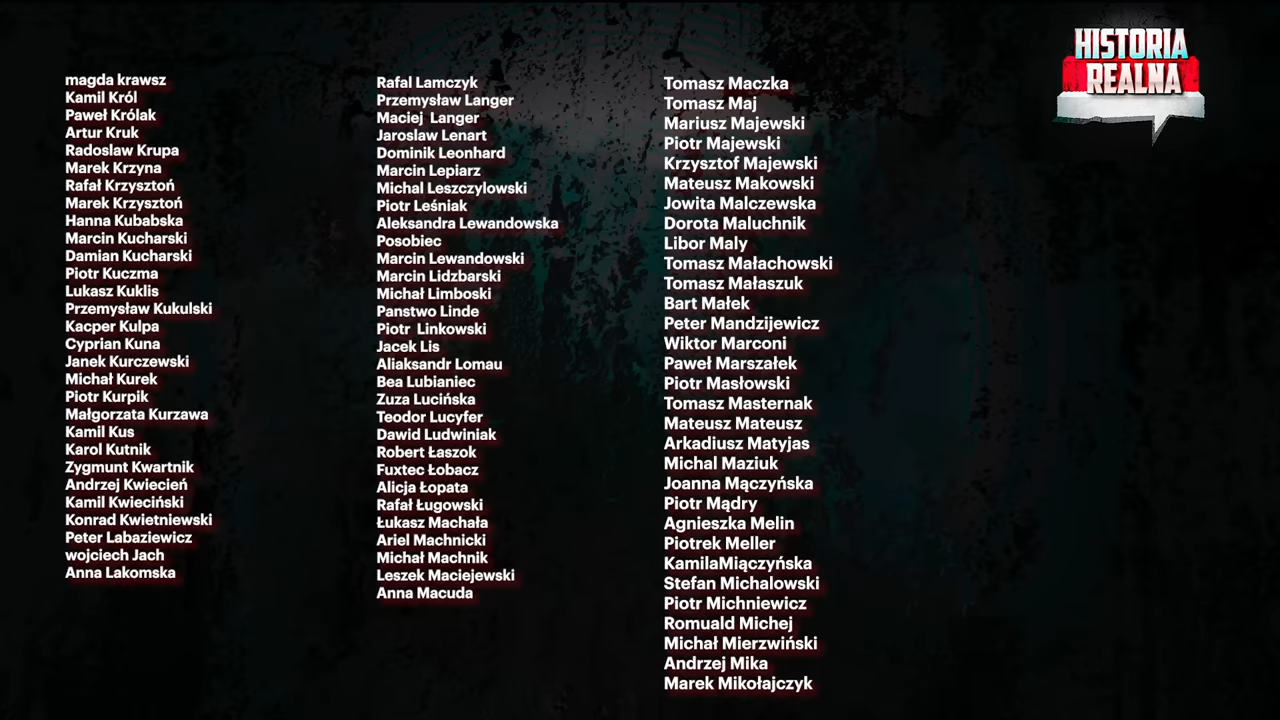 magda krawsz
Kamil Król
Paweł Królak
Artur Kruk
Radoslaw Krupa
Marek Krzyna
Rafał Krzysztoń
Marek Krzysztoń
Hanna Kubabska
Marcin Kucharski
Damian Kucharski
Piotr Kuczma
Lukasz Kuklis
Przemysław Kukulski
Kacper Kulpa
Cyprian Kuna
Janek Kurczewski
Michał Kurek
Piotr Kurpik
Małgorzata Kurzawa
Kamil Kus
Karol Kutnik
Zygmunt Kwartnik
Andrzej Kwiecień
Kamil Kwieciński
Konrad Kwietniewski
Peter Labaziewicz
wojciech Jach
Anna Lakomska
Rafal Lamczyk
Przemysław Langer
Maciej  Langer
Jaroslaw Lenart
Dominik Leonhard
Marcin Lepiarz
Michal Leszczylowski
Piotr Leśniak
Aleksandra Lewandowska
Posobiec
Marcin Lewandowski
Marcin Lidzbarski
Michał Limboski
Panstwo Linde
Piotr  Linkowski
Jacek Lis
Aliaksandr Lomau
Bea Lubianiec
Zuza Lucińska
Teodor Lucyfer
Dawid Ludwiniak
Robert Łaszok
Fuxtec Łobacz
Alicja Łopata
Rafał Ługowski
Łukasz Machała
Ariel Machnicki
Michał Machnik
Leszek Maciejewski
Anna Macuda
Tomasz Maczka
Tomasz Maj
Mariusz Majewski
Piotr Majewski
Krzysztof Majewski
Mateusz Makowski
Jowita Malczewska
Dorota Maluchnik
Libor Maly
Tomasz Małachowski
Tomasz Małaszuk
Bart Małek
Peter Mandzijewicz
Wiktor Marconi
Paweł Marszałek
Piotr Masłowski
Tomasz Masternak
Mateusz Mateusz
Arkadiusz Matyjas
Michal Maziuk
Joanna Mączyńska
Piotr Mądry
Agnieszka Melin
Piotrek Meller
KamilaMiączyńska
Stefan Michalowski
Piotr Michniewicz
Romuald Michej
Michał Mierzwiński
Andrzej Mika
Marek Mikołajczyk
HISTORIA
REALNA